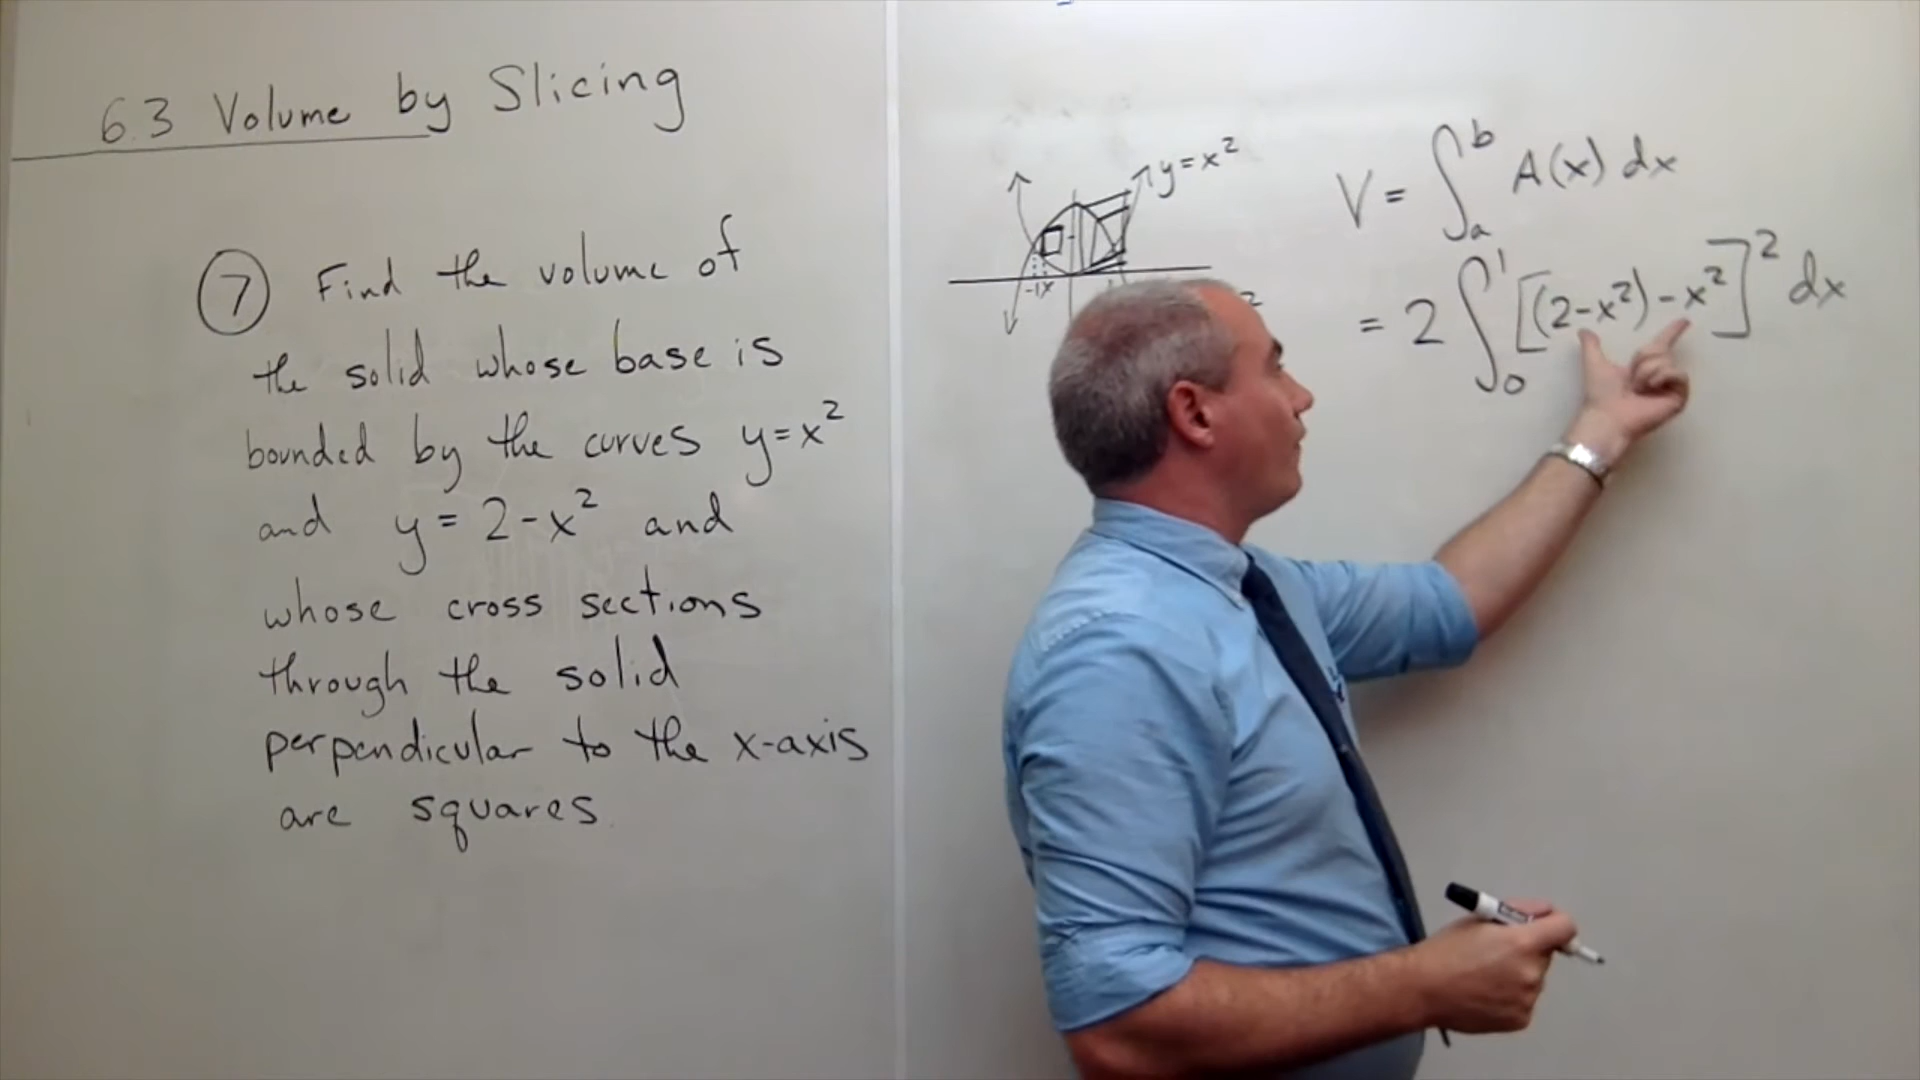 6.3 Volume by Slicing
7 Find the volume of
the solid whose base is
bounded by the curves y=x²
and y=2-x² and
whose cross sections
through the solid
perpendicular to the x-axis
are squares.
y=x²
-1 x
V = ∫ₐᵇ A(x) dx
= 2 ∫₀¹ [(2-x²)-x²]² dx